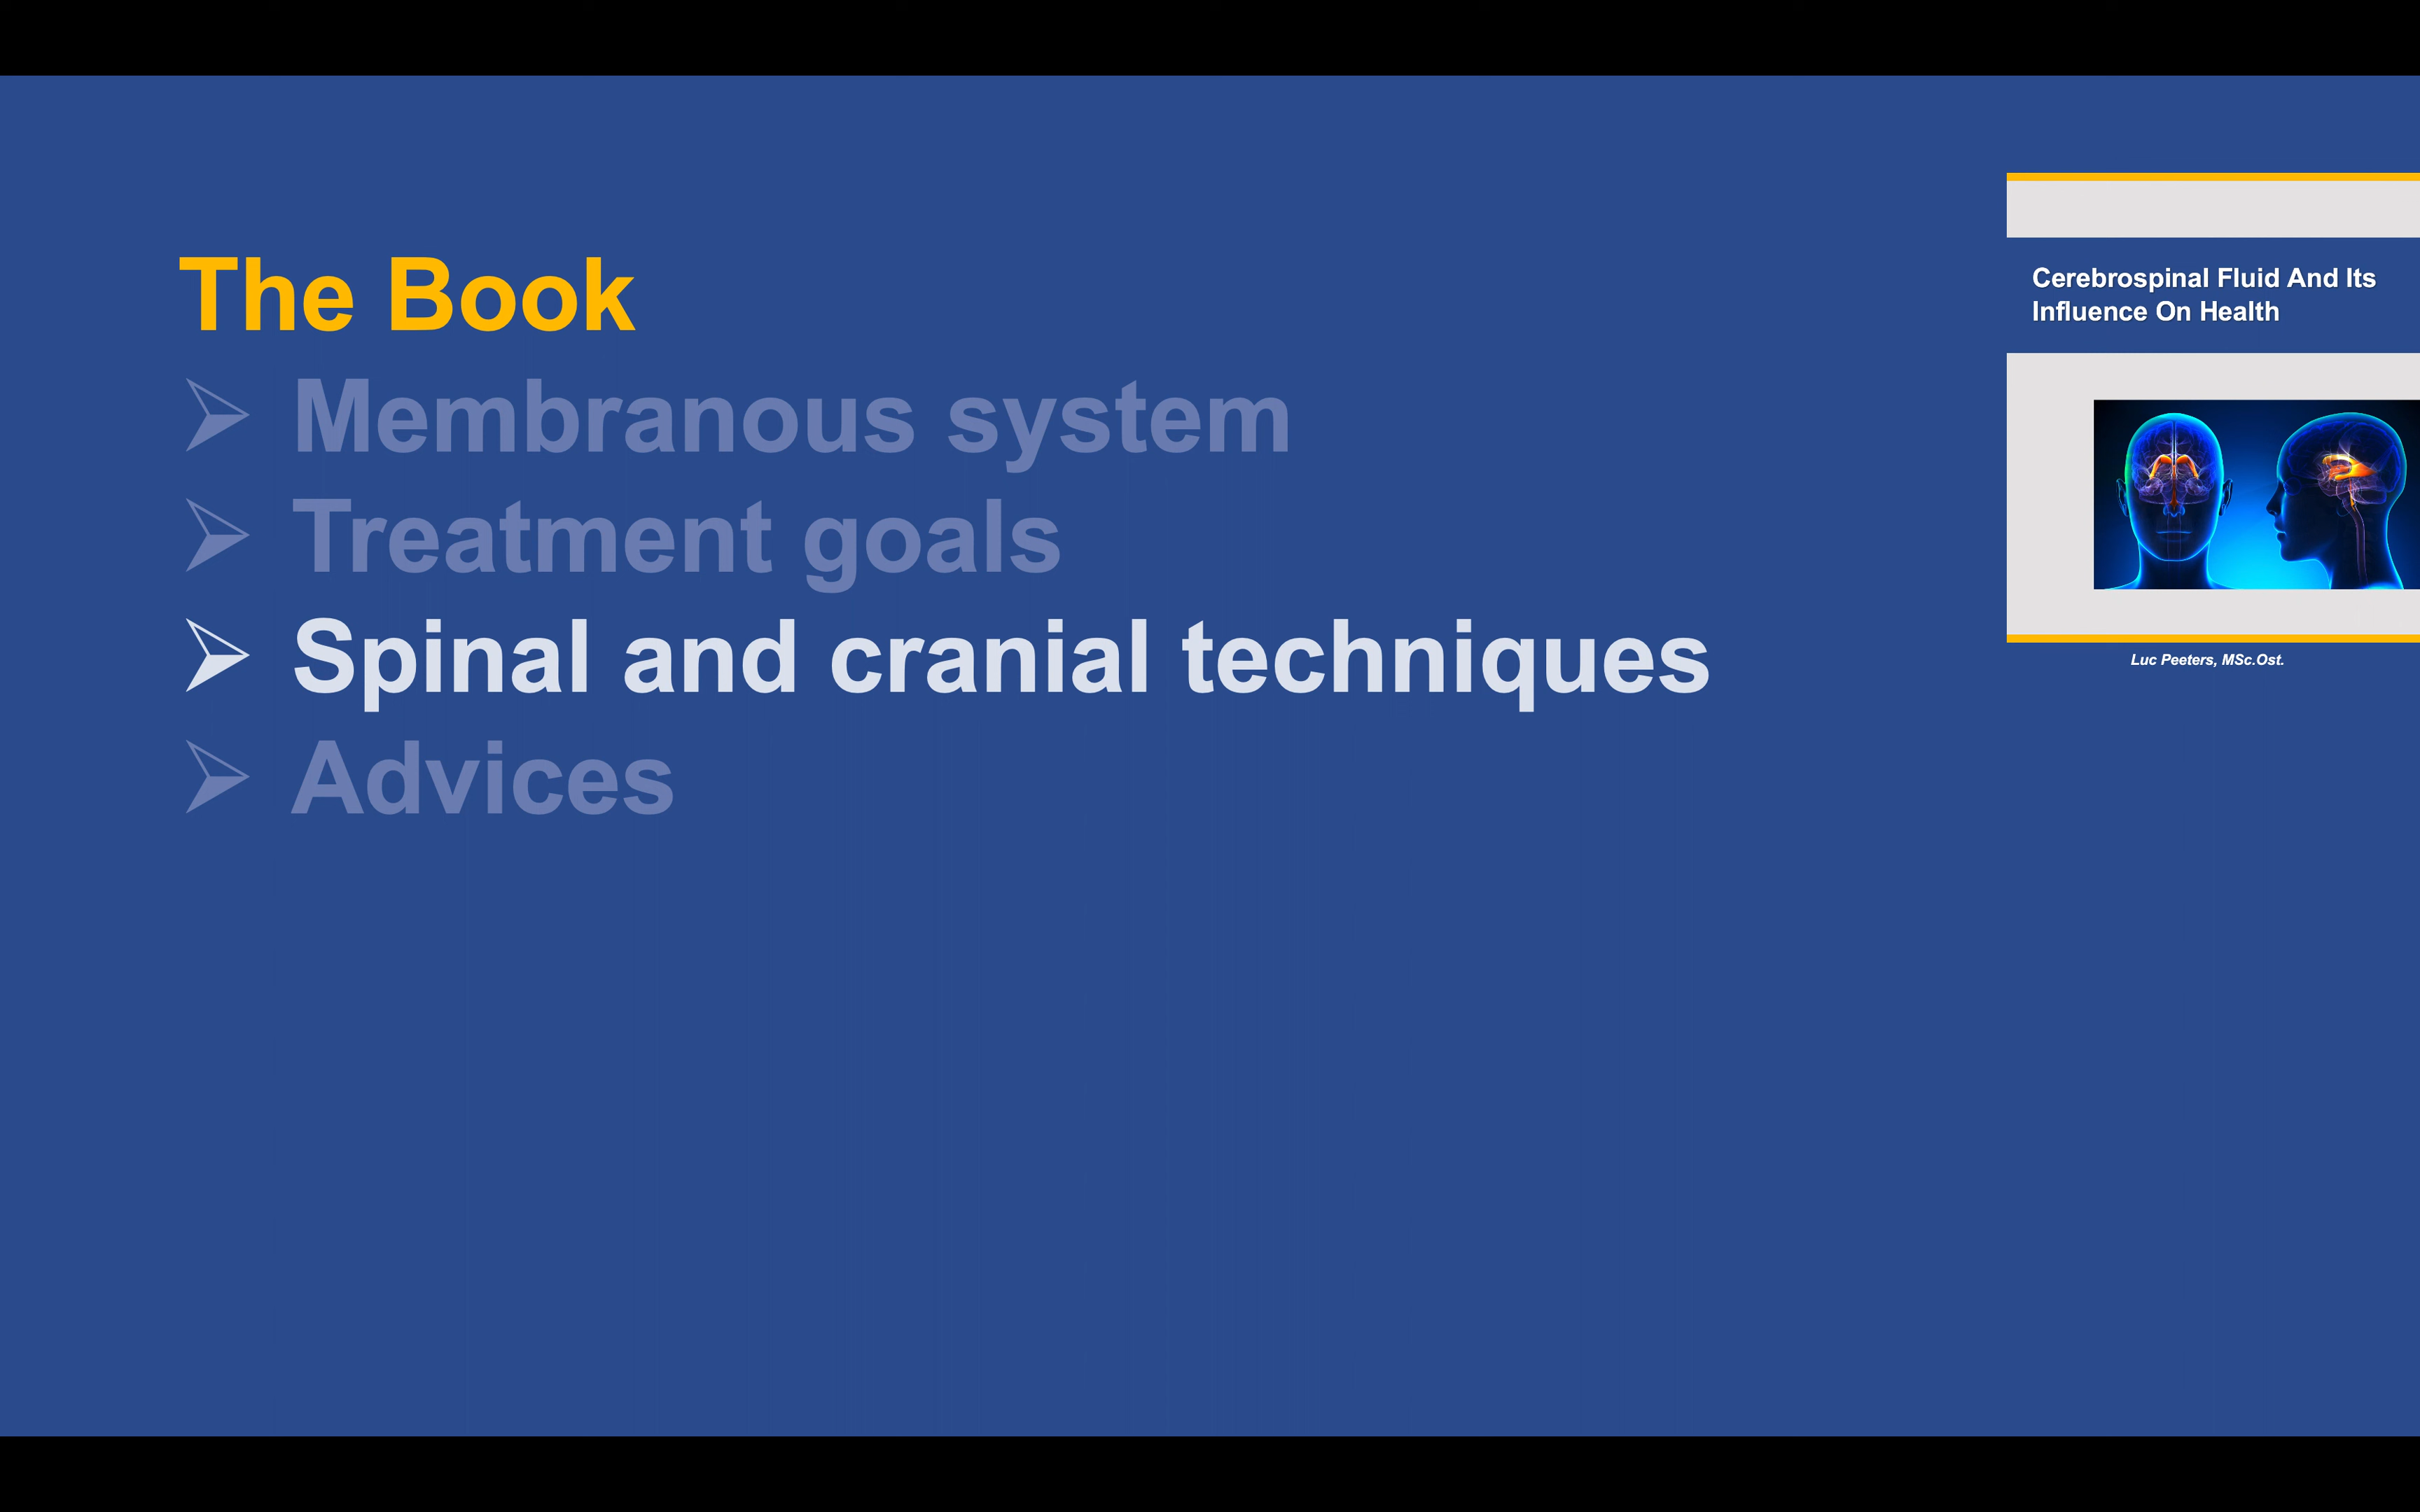 The Book
➢ Membranous system
➢ Treatment goals
➢ Spinal and cranial techniques
➢ Advices
Cerebrospinal Fluid And Its
Influence On Health
Luc Peeters, MSc.Ost.